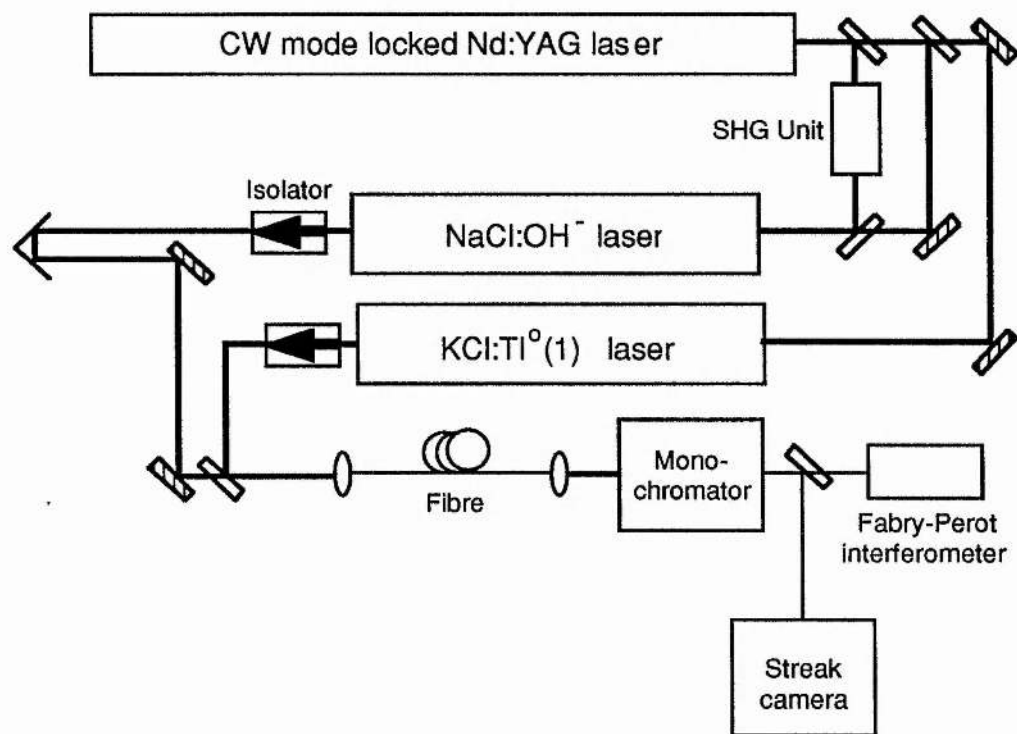 CW mode locked Nd:YAG laser
SHG Unit
Isolator
NaCl:OH⁻ laser
KCl:Tl⁰(1) laser
Mono-
chromator
Fibre
Fabry-Perot
interferometer
Streak
camera